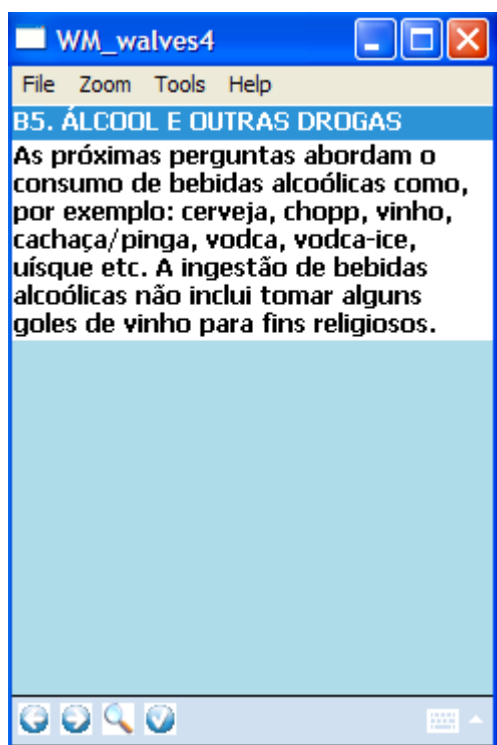 WM_walves4
File Zoom Tools Help
B5. ÁLCOOL E OUTRAS DROGAS
As próximas perguntas abordam o
consumo de bebidas alcoólicas como,
por exemplo: cerveja, chopp, vinho,
cachaça/pinga, vodca, vodca-ice,
uísque etc. A ingestão de bebidas
alcoólicas não inclui tomar alguns
goles de vinho para fins religiosos.